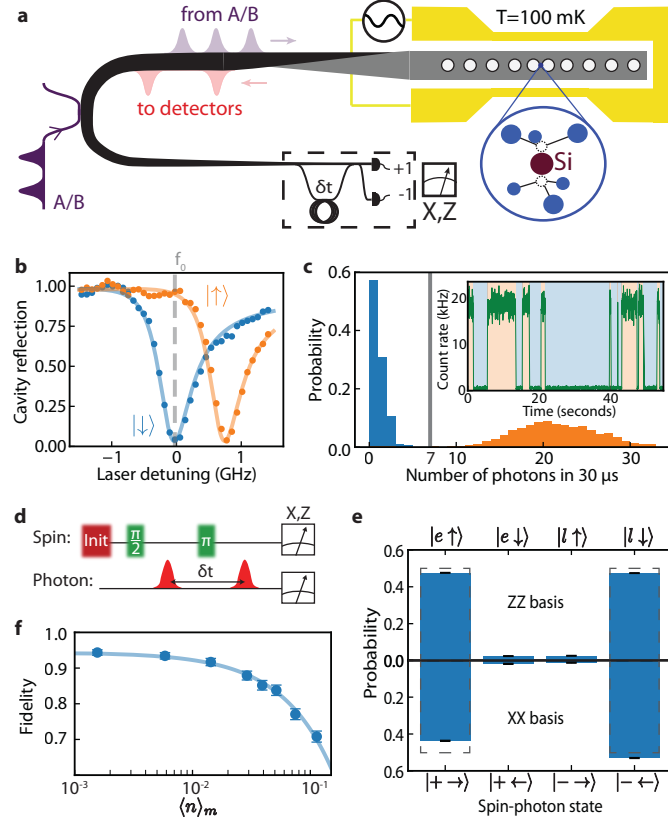 a
from A/B
T=100 mK
to detectors
A/B
δt
+1
-1
X,Z
Si
b
f₀
|↑⟩
|↓⟩
Cavity reflection
1.00
0.75
0.50
0.25
0.00
−1
0
1
Laser detuning (GHz)
c
Probability
0.6
0.4
0.2
0.0
0
7
10
20
30
Number of photons in 30 μs
Count rate (kHz)
20
10
0
0
20
40
Time (seconds)
d
X,Z
Spin:
Init
π/2
π
Photon:
δt
e
|e ↑⟩ |e ↓⟩ |l ↑⟩ |l ↓⟩
Probability
0.5
0.4
0.2
0.0
0.2
0.4
0.6
ZZ basis
XX basis
|+ →⟩ |+ ←⟩ |− →⟩ |− ←⟩
Spin-photon state
f
Fidelity
1.0
0.9
0.8
0.7
10⁻³
10⁻²
10⁻¹
⟨n⟩ₘ